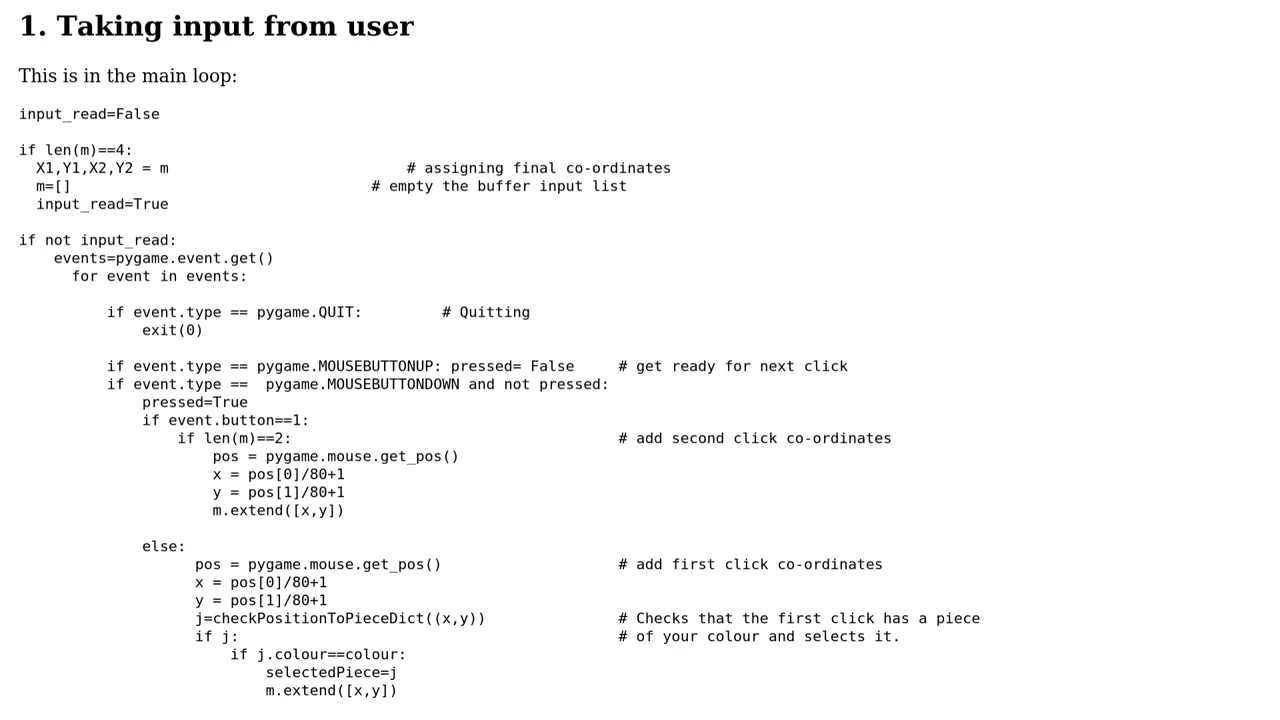 1. Taking input from user
This is in the main loop:
input_read=False
if len(m)==4:
  X1,Y1,X2,Y2 = m                           # assigning final co-ordinates
  m=[]                                  # empty the buffer input list
  input_read=True
if not input_read:
    events=pygame.event.get()
      for event in events:
          if event.type == pygame.QUIT:         # Quitting
              exit(0)
          if event.type == pygame.MOUSEBUTTONUP: pressed= False     # get ready for next click
          if event.type ==  pygame.MOUSEBUTTONDOWN and not pressed:
              pressed=True
              if event.button==1:
                  if len(m)==2:                                     # add second click co-ordinates
                      pos = pygame.mouse.get_pos()
                      x = pos[0]/80+1
                      y = pos[1]/80+1
                      m.extend([x,y])
              else:
                    pos = pygame.mouse.get_pos()                    # add first click co-ordinates
                    x = pos[0]/80+1
                    y = pos[1]/80+1
                    j=checkPositionToPieceDict((x,y))               # Checks that the first click has a piece
                    if j:                                           # of your colour and selects it.
                        if j.colour==colour:
                            selectedPiece=j
                            m.extend([x,y])